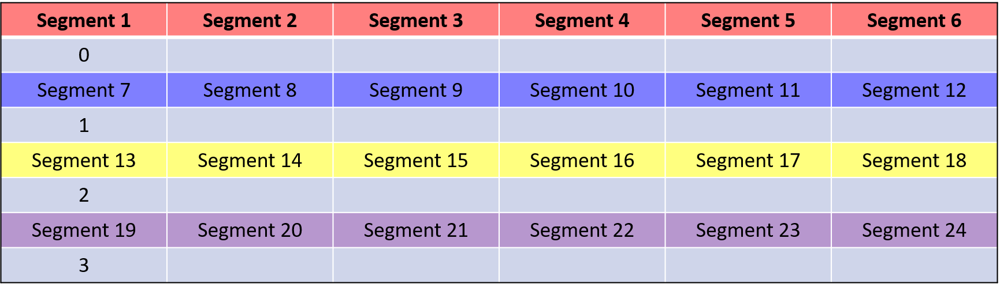 Segment 1 Segment 2 Segment 3 Segment 4 Segment 5 Segment 6
0
Segment 7 Segment 8 Segment 9 Segment 10 Segment 11 Segment 12
1
Segment 13 Segment 14 Segment 15 Segment 16 Segment 17 Segment 18
2
Segment 19 Segment 20 Segment 21 Segment 22 Segment 23 Segment 24
3